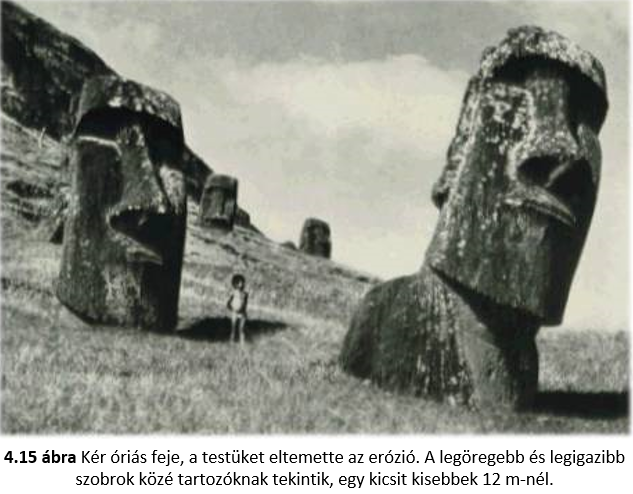 4.15 ábra Kér óriás feje, a testüket eltemette az erózió. A legöregebb és legigazibb
szobrok közé tartozóknak tekintik, egy kicsit kisebbek 12 m-nél.